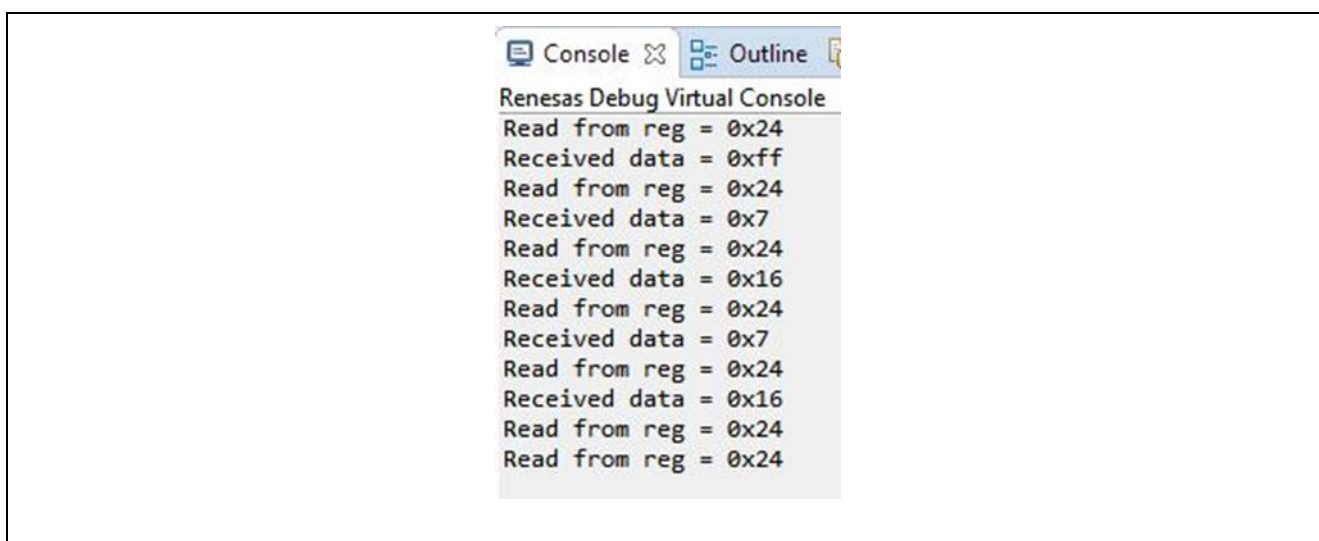 Console Outline
Renesas Debug Virtual Console
Read from reg = 0x24
Received data = 0xff
Read from reg = 0x24
Received data = 0x7
Read from reg = 0x24
Received data = 0x16
Read from reg = 0x24
Received data = 0x7
Read from reg = 0x24
Received data = 0x16
Read from reg = 0x24
Read from reg = 0x24